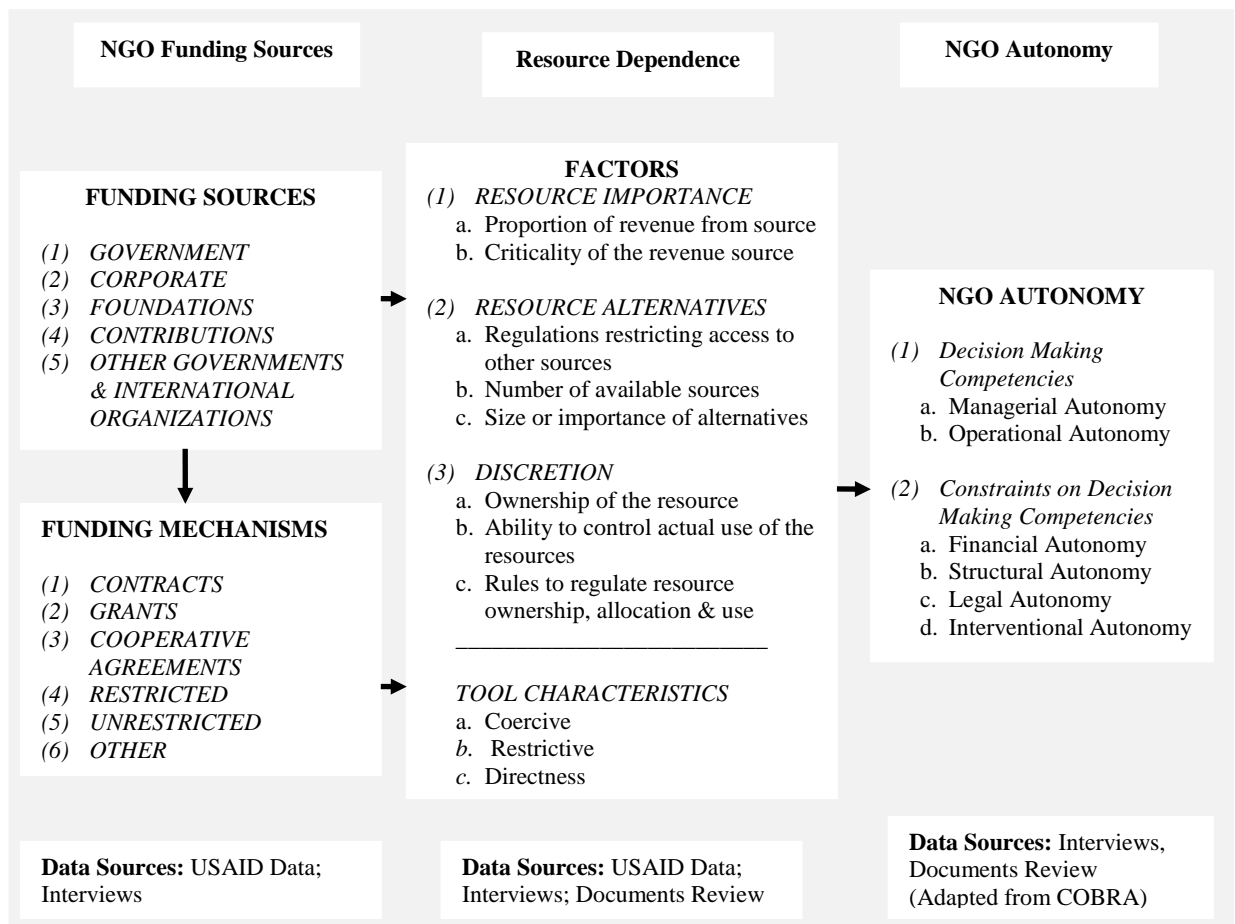 NGO Funding Sources
Resource Dependence
NGO Autonomy
FUNDING SOURCES
(1) GOVERNMENT
(2) CORPORATE
(3) FOUNDATIONS
(4) CONTRIBUTIONS
(5) OTHER GOVERNMENTS
& INTERNATIONAL
ORGANIZATIONS
FUNDING MECHANISMS
(1) CONTRACTS
(2) GRANTS
(3) COOPERATIVE
AGREEMENTS
(4) RESTRICTED
(5) UNRESTRICTED
(6) OTHER
FACTORS
(1) RESOURCE IMPORTANCE
a. Proportion of revenue from source
b. Criticality of the revenue source
(2) RESOURCE ALTERNATIVES
a. Regulations restricting access to
other sources
b. Number of available sources
c. Size or importance of alternatives
(3) DISCRETION
a. Ownership of the resource
b. Ability to control actual use of the
resources
c. Rules to regulate resource
ownership, allocation & use
TOOL CHARACTERISTICS
a. Coercive
b. Restrictive
c. Directness
NGO AUTONOMY
(1) Decision Making
Competencies
a. Managerial Autonomy
b. Operational Autonomy
(2) Constraints on Decision
Making Competencies
a. Financial Autonomy
b. Structural Autonomy
c. Legal Autonomy
d. Interventional Autonomy
Data Sources: USAID Data;
Interviews
Data Sources: USAID Data;
Interviews; Documents Review
Data Sources: Interviews,
Documents Review
(Adapted from COBRA)